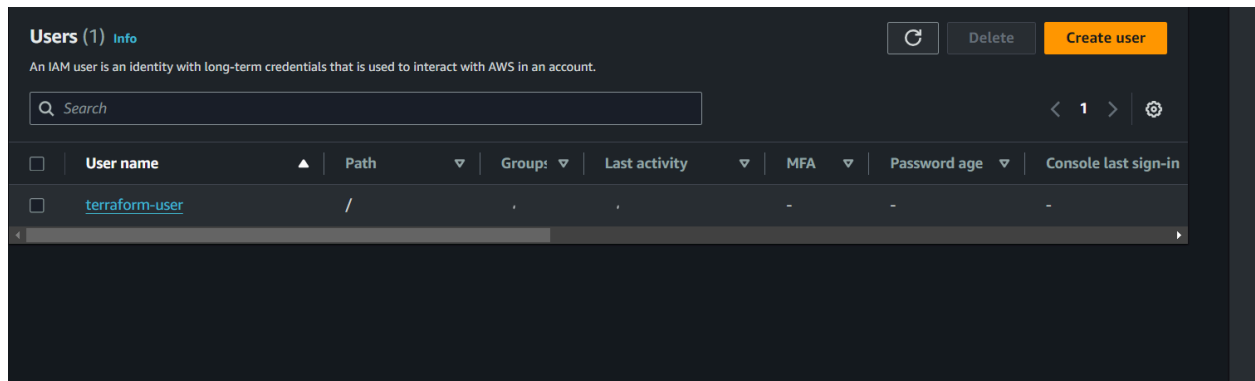 Users (1) Info
Delete
Create user
An IAM user is an identity with long-term credentials that is used to interact with AWS in an account.
Search
1
User name Path Groups Last activity MFA Password age Console last sign-in
terraform-user / - - -